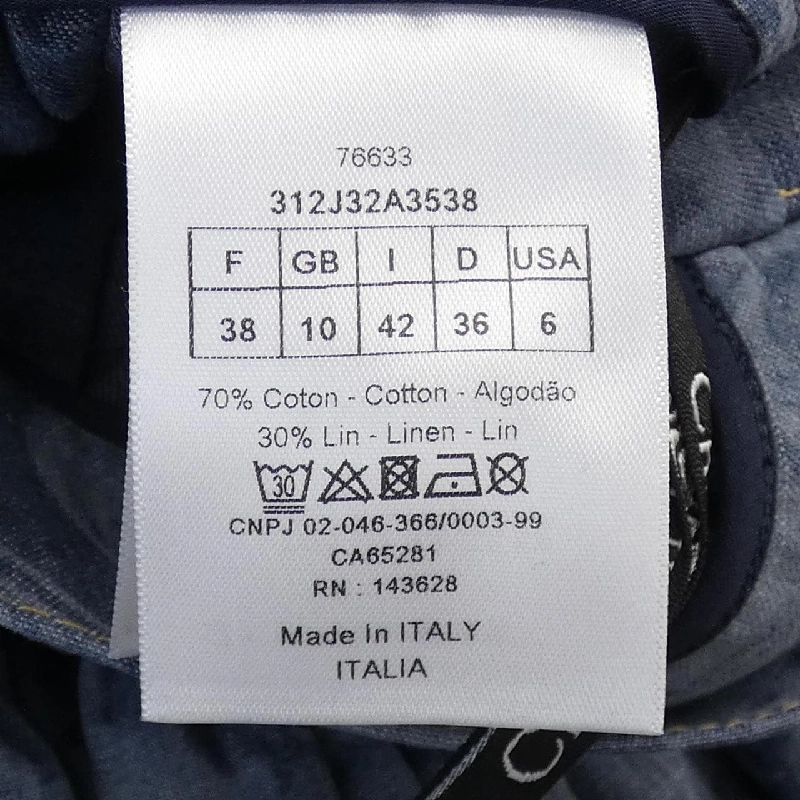 76633
312J32A3538
F GB I D USA
38 10 42 36 6
70% Coton - Cotton - Algodão
30% Lin - Linen - Lin
30
CNPJ 02-046-366/0003-99
CA65281
RN : 143628
Made In ITALY
ITALIA